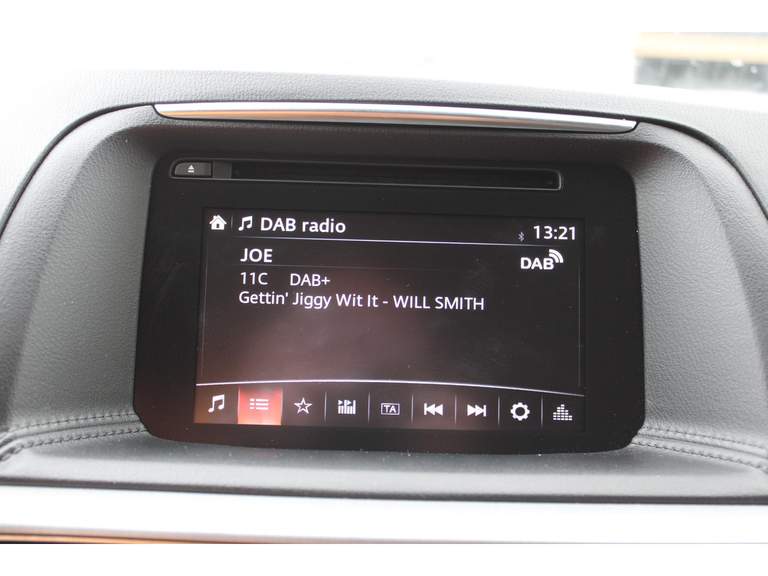 DAB radio 13:21
JOE DAB
11C DAB+
Gettin' Jiggy Wit It - WILL SMITH
TA